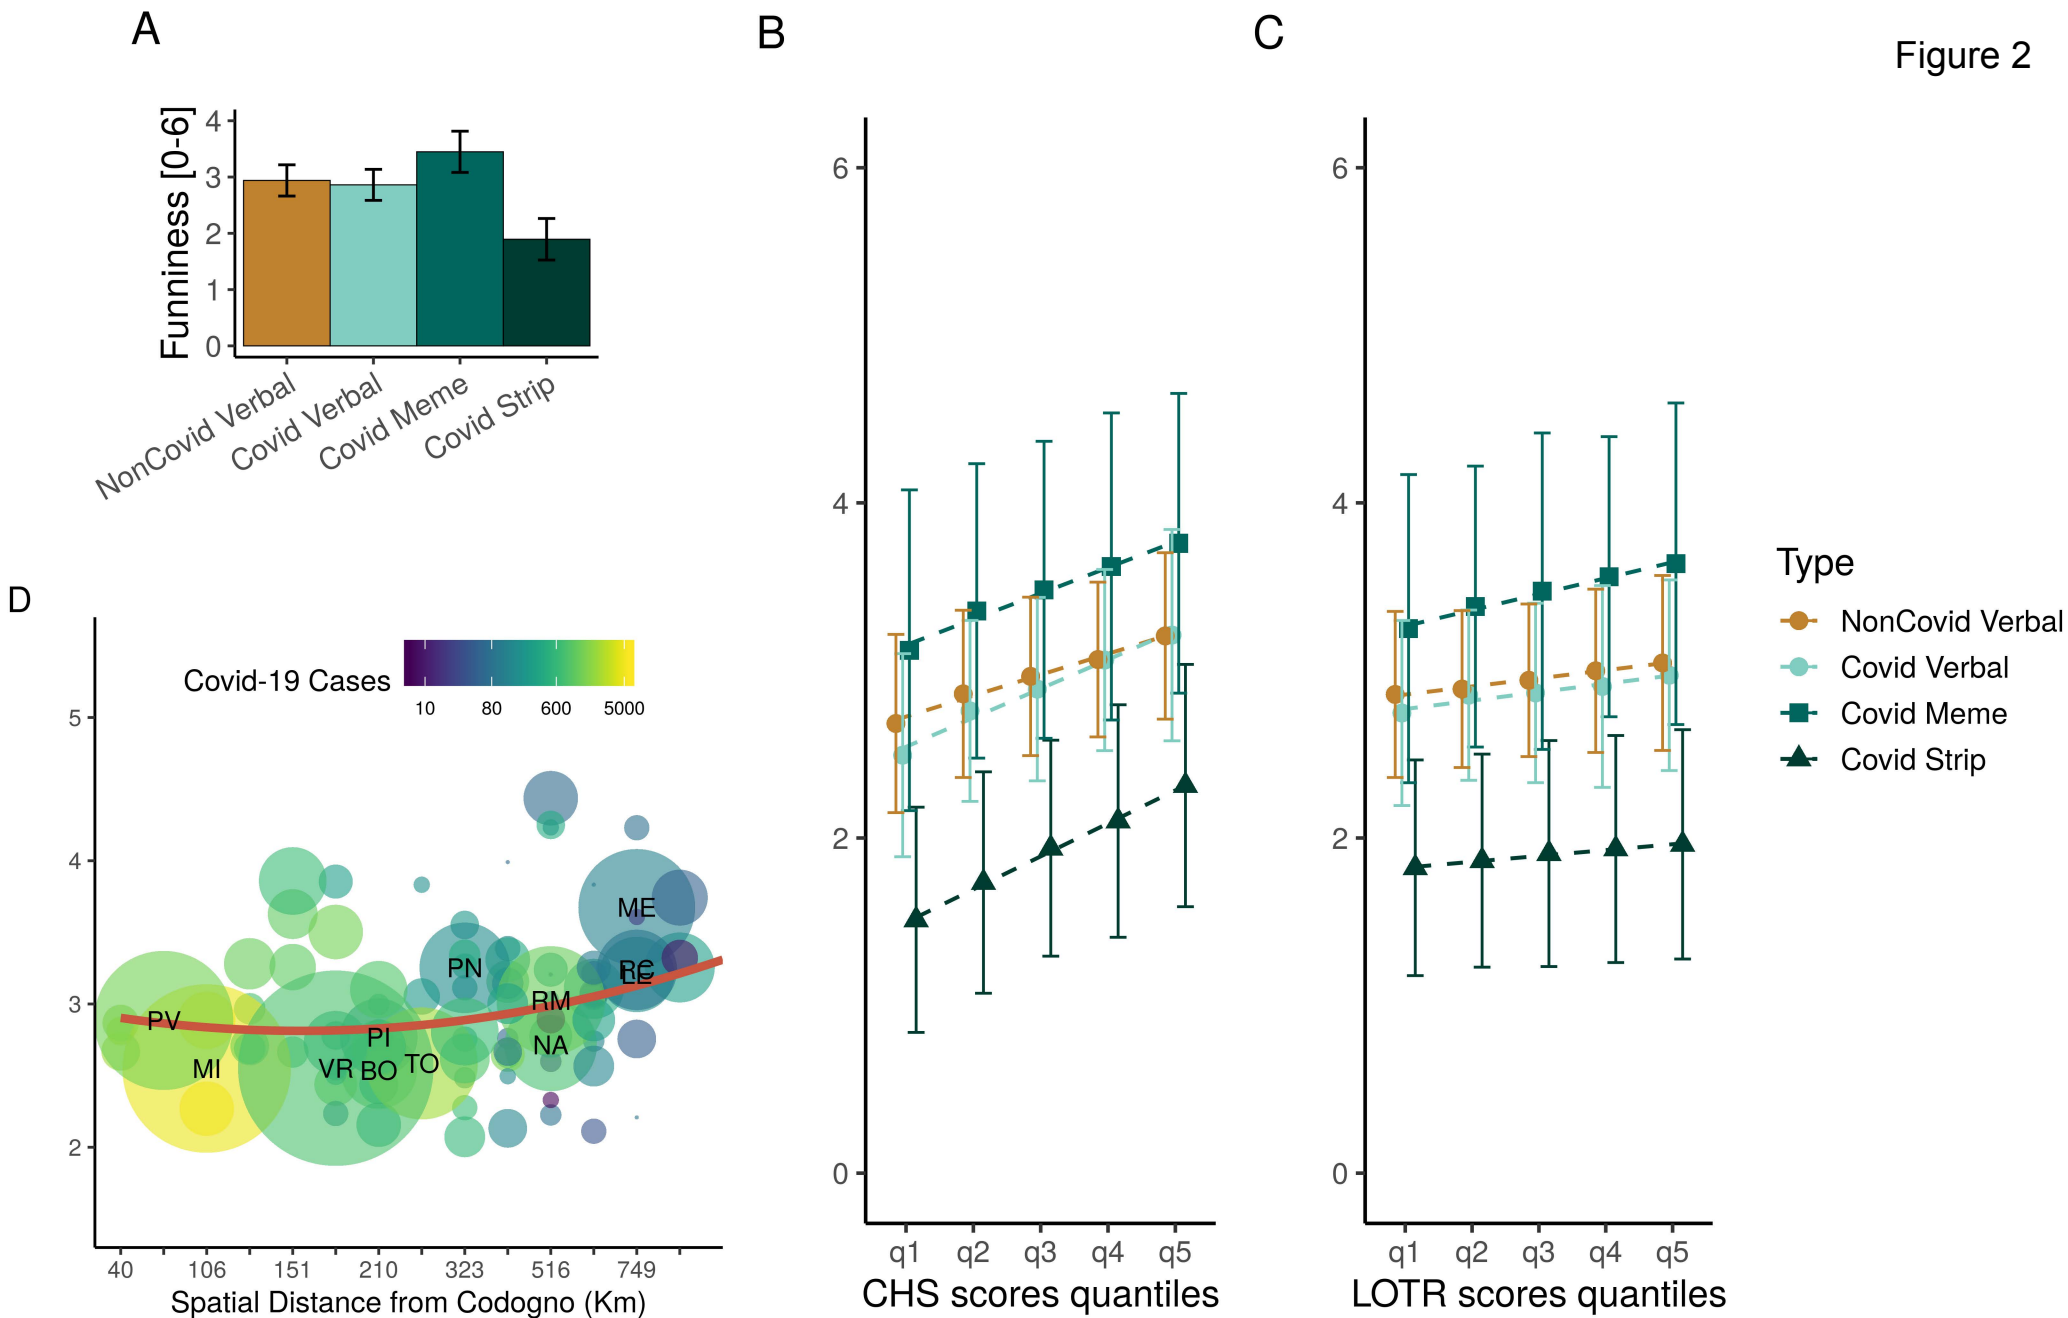 A
B
C
Figure 2
Funniness [0-6]
4
3
2
1
0
NonCovid Verbal
Covid Verbal
Covid Meme
Covid Strip
6
4
2
0
q1 q2 q3 q4 q5
CHS scores quantiles
6
4
2
0
q1 q2 q3 q4 q5
LOTR scores quantiles
Type
NonCovid Verbal
Covid Verbal
Covid Meme
Covid Strip
D
Covid-19 Cases
10 80 600 5000
5
4
3
2
ME
PN
RC
LE
RM
PV
PI
NA
MI
VR
BO
TO
40 106 151 210 323 516 749
Spatial Distance from Codogno (Km)